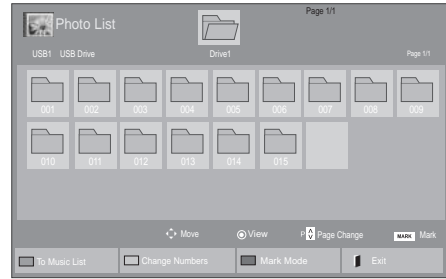 Page 1/1
Photo List
USB1 USB Drive Drive1 Page 1/1
001 002 003 004 005 006 007 008 009
010 011 012 013 014 015
Move View P Page Change MARK Mark
To Music List Change Numbers Mark Mode Exit